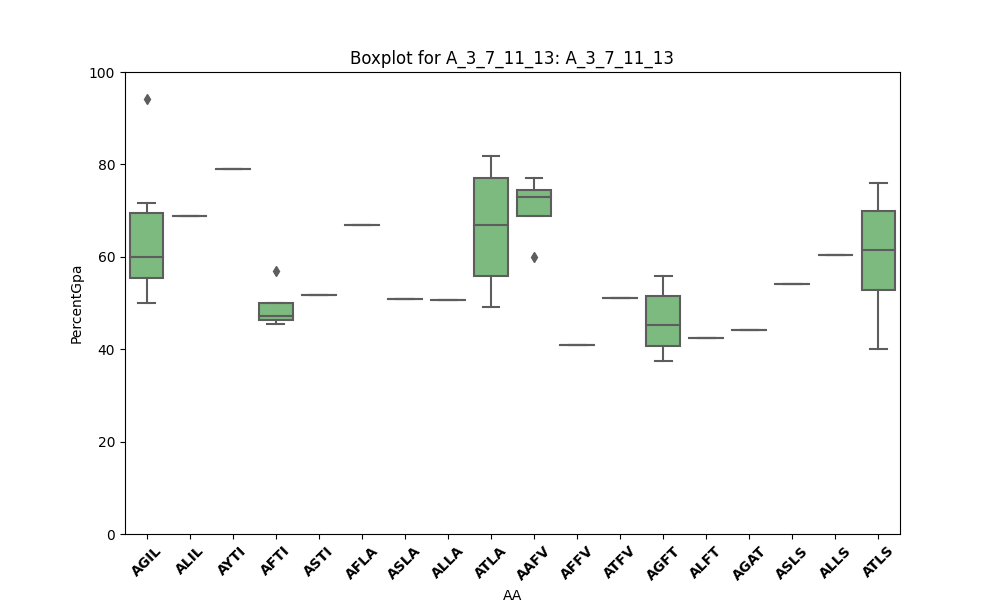 Boxplot for A_3_7_11_13: A_3_7_11_13
100
80
60
40
20
0
PercentGpa
AGIL
ALIL
AYTI
AFTI
ASTI
AFLA
ASLA
ALLA
ATLA
AAFV
AFFV
ATFV
AGFT
ALFT
AGAT
ASLS
ALLS
ATLS
AA